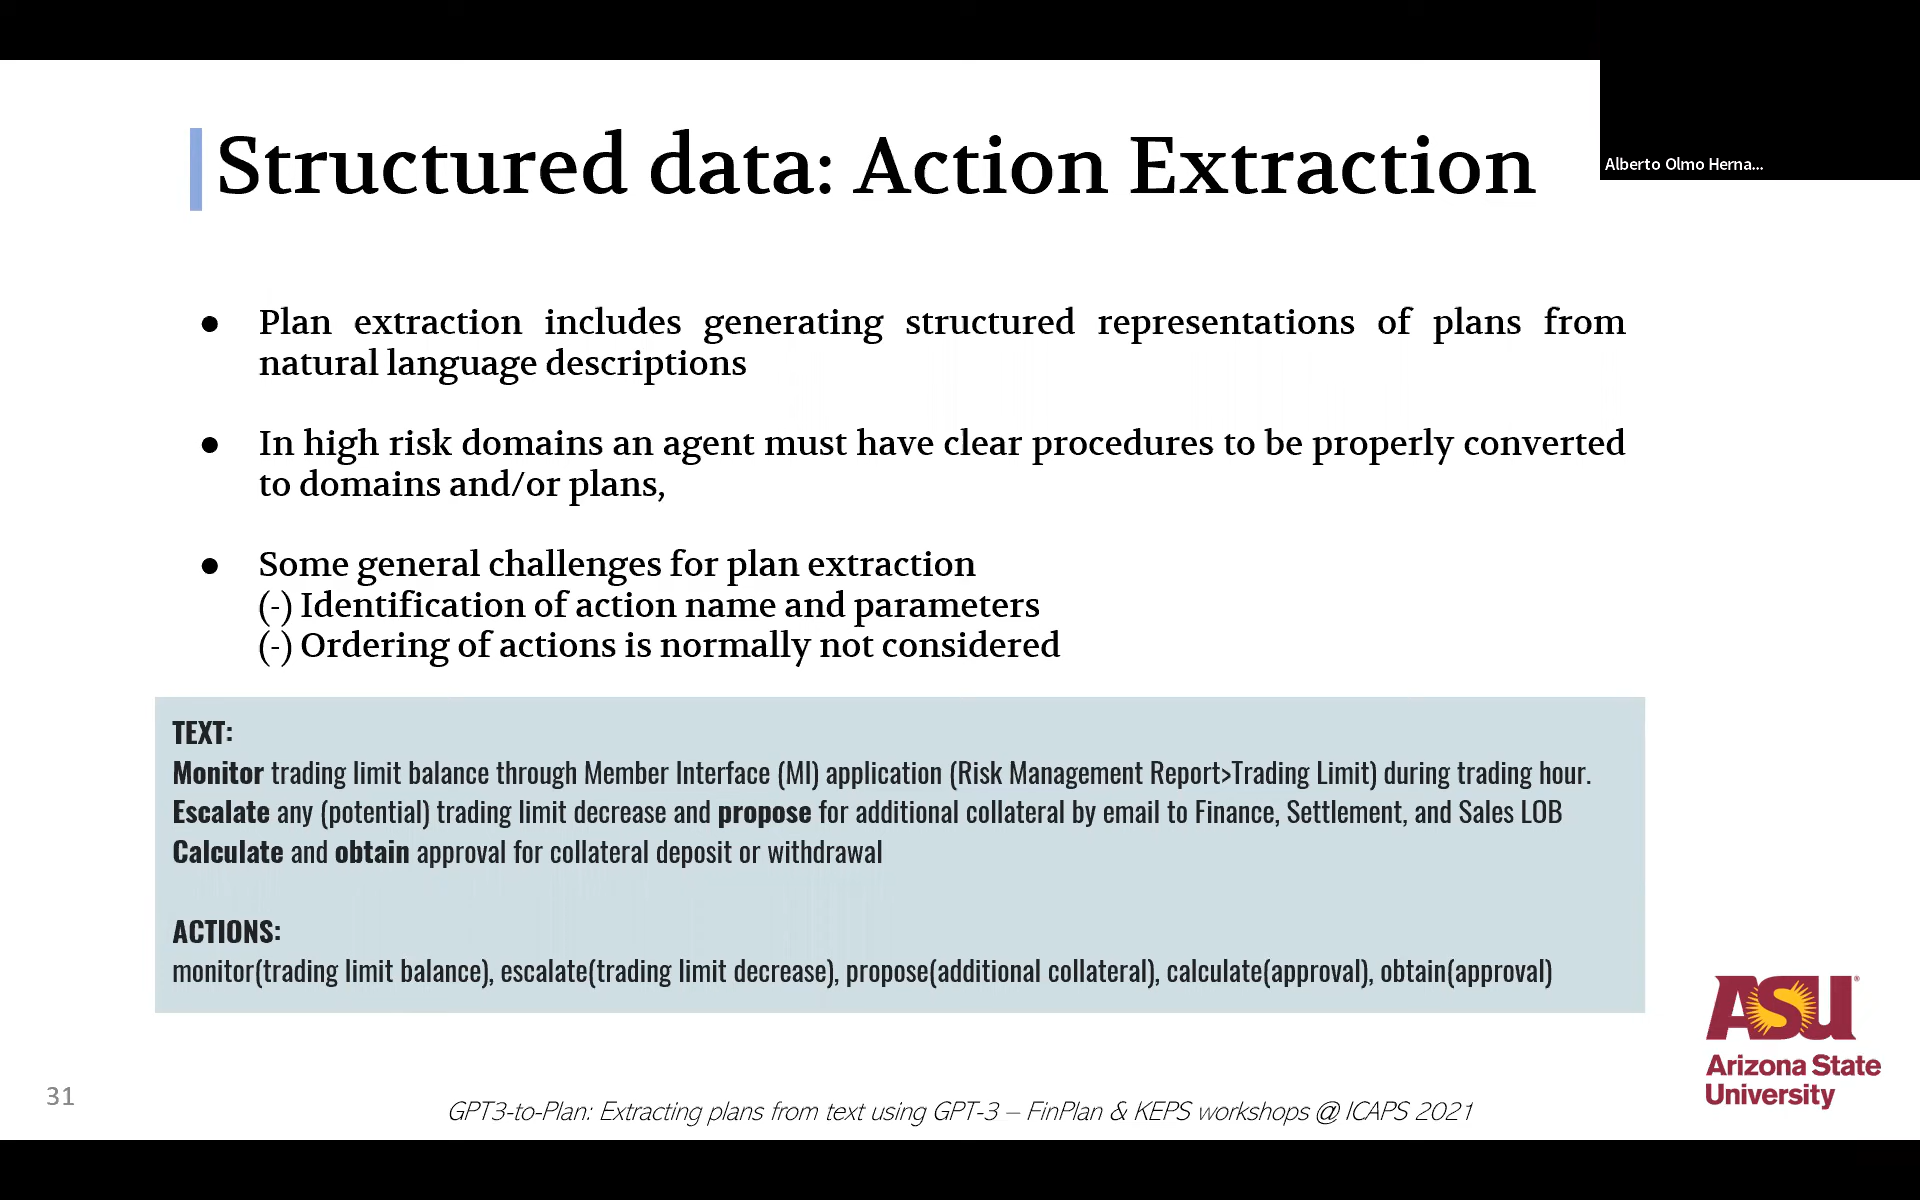 Structured data: Action Extraction
Alberto Olmo Herna...
● Plan extraction includes generating structured representations of plans from
natural language descriptions
● In high risk domains an agent must have clear procedures to be properly converted
to domains and/or plans,
● Some general challenges for plan extraction
(-) Identification of action name and parameters
(-) Ordering of actions is normally not considered
TEXT:
Monitor trading limit balance through Member Interface (MI) application (Risk Management Report>Trading Limit) during trading hour.
Escalate any (potential) trading limit decrease and propose for additional collateral by email to Finance, Settlement, and Sales LOB
Calculate and obtain approval for collateral deposit or withdrawal
ACTIONS:
monitor(trading limit balance), escalate(trading limit decrease), propose(additional collateral), calculate(approval), obtain(approval)
ASU®
Arizona State
University
31
GPT3-to-Plan: Extracting plans from text using GPT-3 – FinPlan & KEPS workshops @ ICAPS 2021